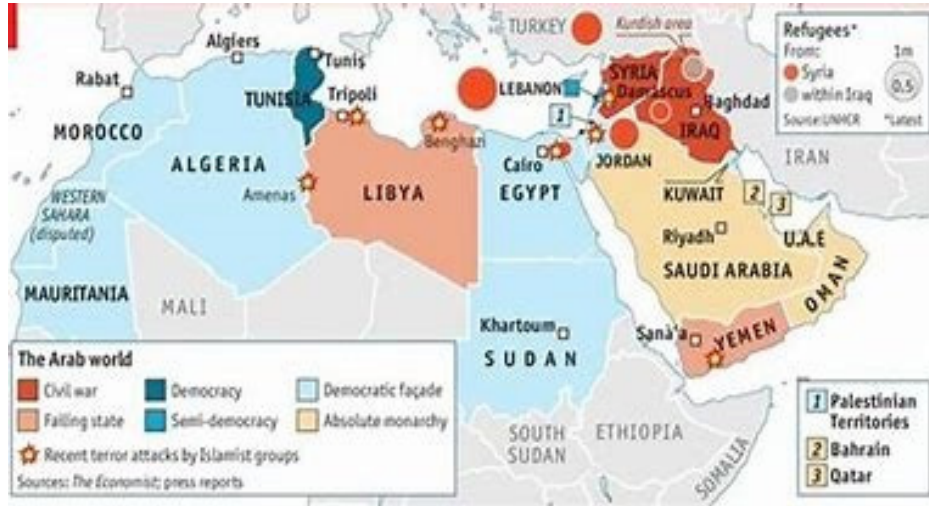 TURKEY
Kurdish area
Refugees*
From:
1m
Syria
0.5
within Iraq
Source: UNHCR
*Latest
Algiers
Tunis
Rabat
TUNISIA
Tripoli
LEBANON
SYRIA
Damascus
Baghdad
MOROCCO
Benghazi
1
IRAQ
IRAN
ALGERIA
Cairo
JORDAN
Amenas
LIBYA
EGYPT
KUWAIT
2
3
WESTERN
SAHARA
(disputed)
Riyadh
U.A.E
SAUDI ARABIA
OMAN
MAURITANIA
MALI
Khartoum
SUDAN
Sana'a
YEMEN
The Arab world
Civil war
Democracy
Democratic façade
Failing state
Semi-democracy
Absolute monarchy
Recent terror attacks by Islamist groups
Sources: The Economist; press reports
SOUTH
SUDAN
ETHIOPIA
SOMALIA
1 Palestinian
Territories
2 Bahrain
3 Qatar